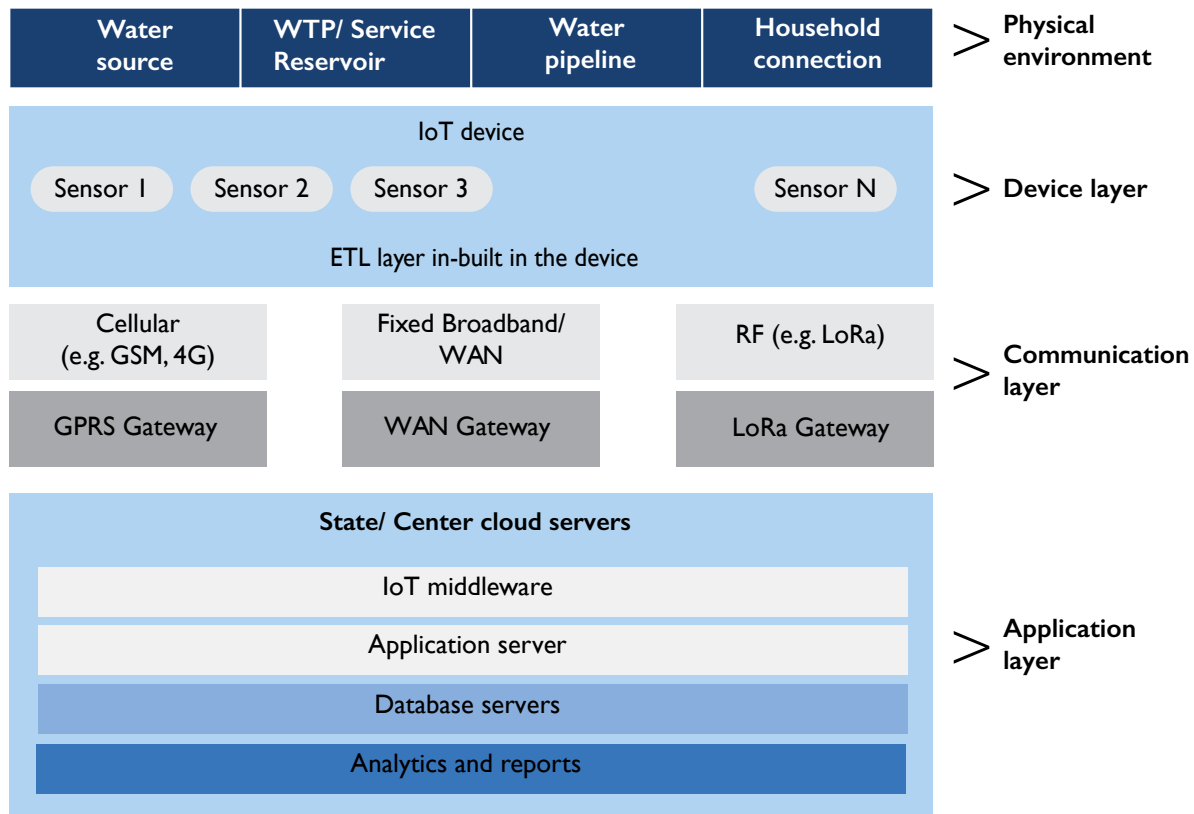 Water
source
WTP/ Service
Reservoir
Water
pipeline
Household
connection
> Physical
environment
IoT device
Sensor 1
Sensor 2
Sensor 3
Sensor N
ETL layer in-built in the device
> Device layer
Cellular
(e.g. GSM, 4G)
Fixed Broadband/
WAN
RF (e.g. LoRa)
GPRS Gateway
WAN Gateway
LoRa Gateway
> Communication
layer
State/ Center cloud servers
IoT middleware
Application server
Database servers
Analytics and reports
> Application
layer